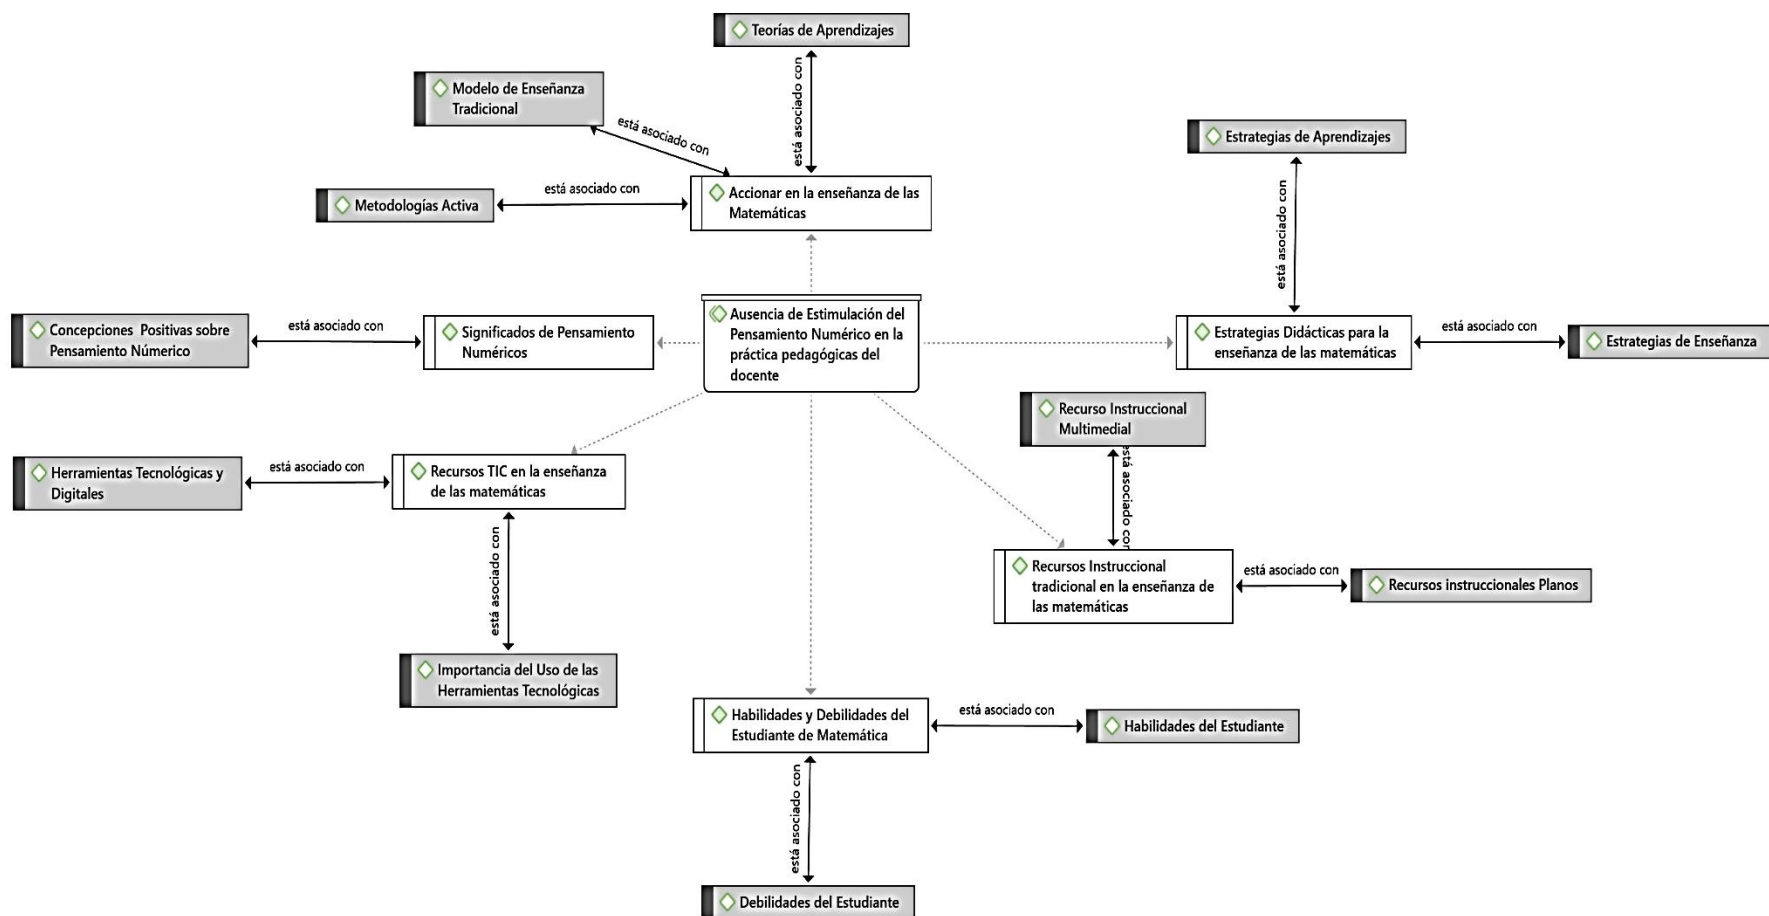 Teorías de Aprendizajes
Modelo de Enseñanza
Tradicional
está asociado con
está asociado con
Estrategias de Aprendizajes
está asociado con
Metodologías Activa
Accionar en la enseñanza de las
Matemáticas
está asociado con
Concepciones Positivas sobre
Pensamiento Númerico
está asociado con
Significados de Pensamiento
Numéricos
Ausencia de Estimulación del
Pensamiento Numérico en la
práctica pedagógicas del
docente
Estrategias Didácticas para la
enseñanza de las matemáticas
está asociado con
Estrategias de Enseñanza
Recurso Instruccional
Multimedial
está asociado con
Herramientas Tecnológicas y
Digitales
está asociado con
Recursos TIC en la enseñanza
de las matemáticas
está asociado con
Recursos Instruccional
tradicional en la enseñanza de
las matemáticas
está asociado con
Recursos instruccionales Planos
Importancia del Uso de las
Herramientas Tecnológicas
Habilidades y Debilidades del
Estudiante de Matemática
está asociado con
Habilidades del Estudiante
está asociado con
Debilidades del Estudiante